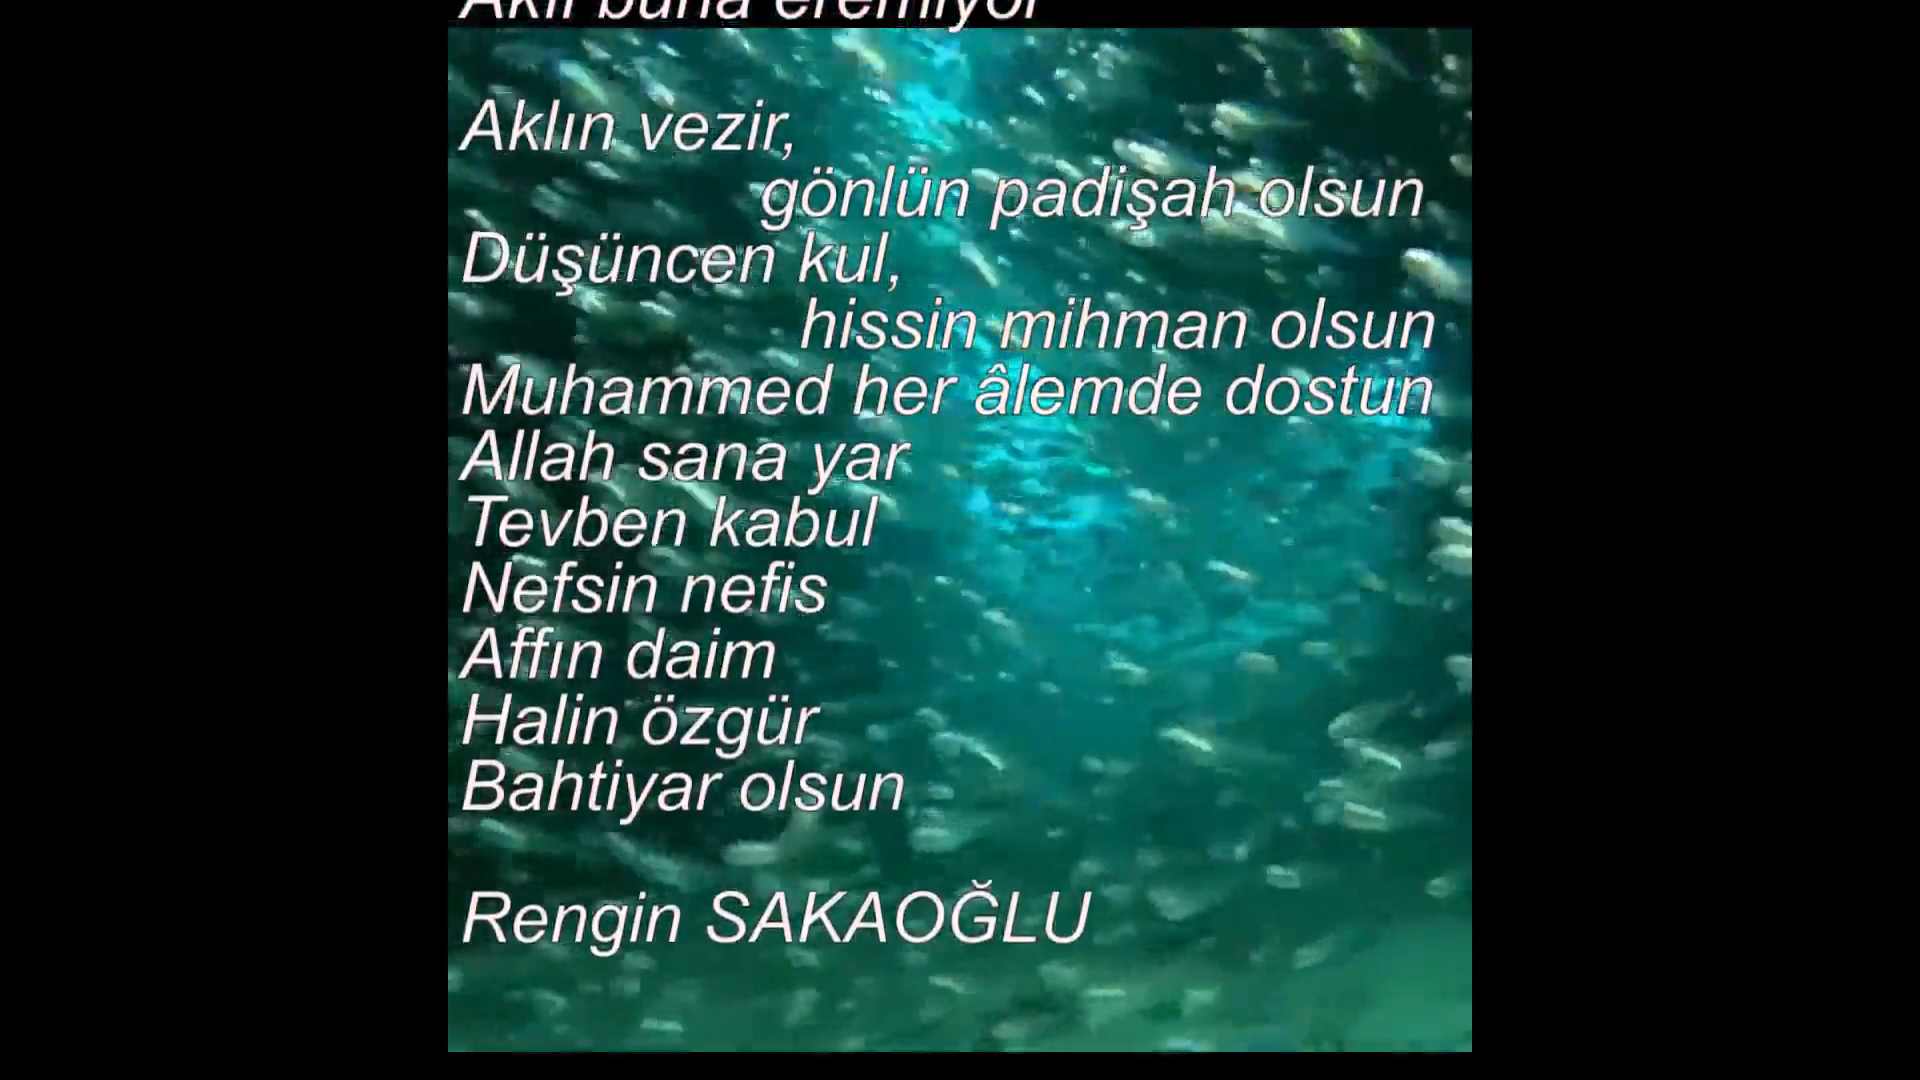 Akıl buna eremiyor
Aklın vezir,
gönlün padişah olsun
Düşüncen kul,
hissin mihman olsun
Muhammed her âlemde dostun
Allah sana yar
Tevben kabul
Nefsin nefis
Affın daim
Halin özgür
Bahtiyar olsun
Rengin SAKAOĞLU